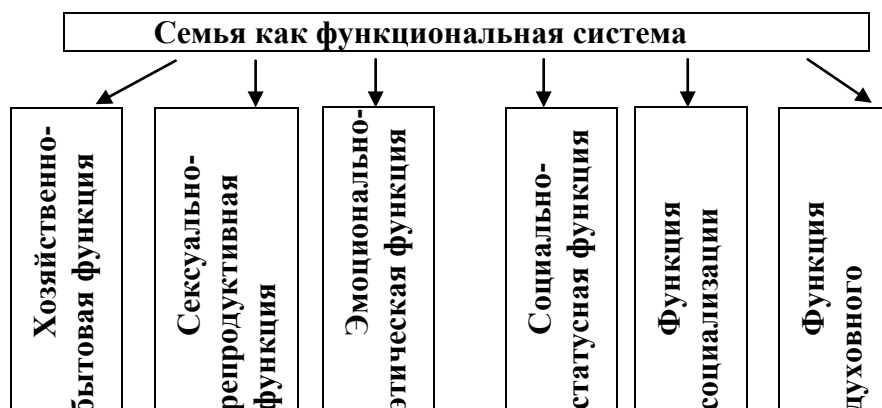 Семья как функциональная система
Хозяйственно-
бытовая функция
Сексуально-
репродуктивная
функция
Эмоционально-
этическая функция
Социально-
статусная функция
Функция
социализации
Функция
духовного